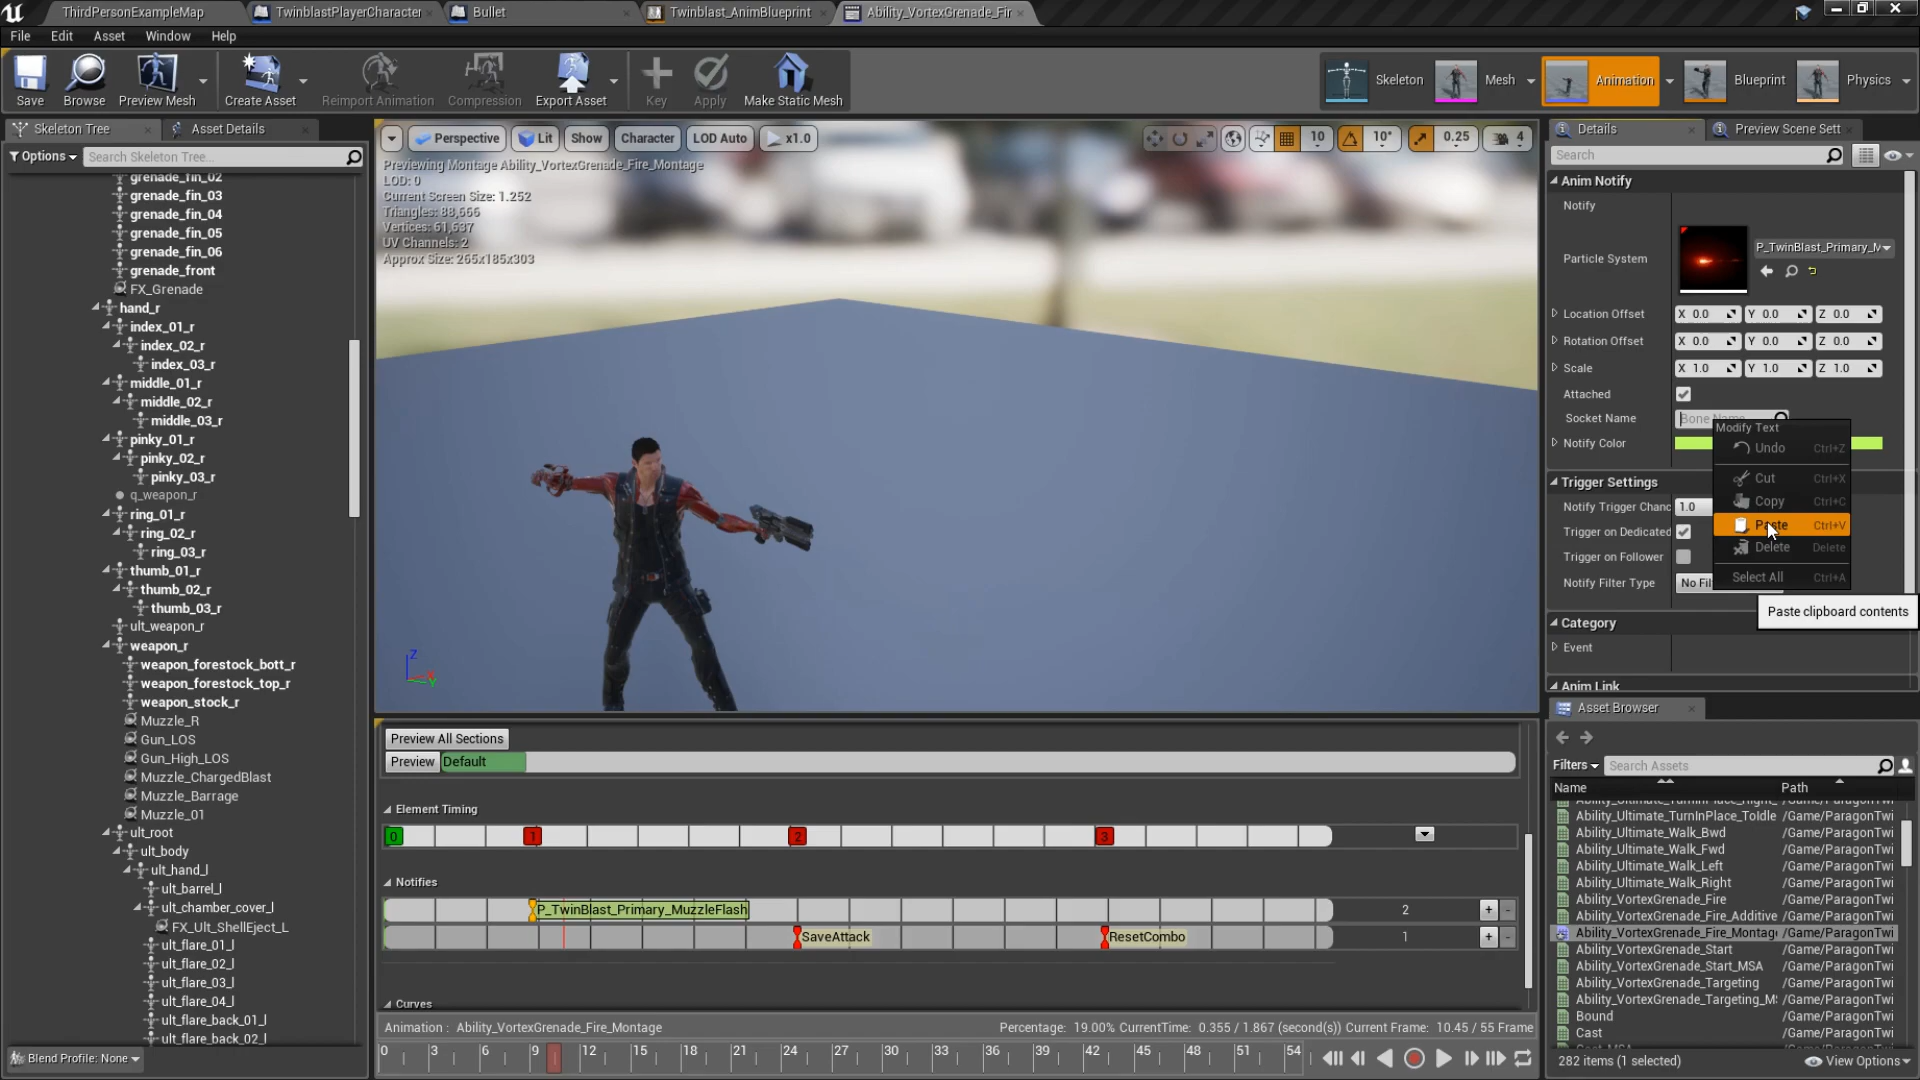 ThirdPersonExampleMap
TwinblastPlayerCharacter
Bullet
Twinblast_AnimBlueprint
Ability_VortexGrenade_Fir
File Edit Asset Window Help
Save
Browse
Preview Mesh
Create Asset
Reimport Animation
Compression
Export Asset
Key
Apply
Make Static Mesh
Skeleton
Mesh
Animation
Blueprint
Physics
Skeleton Tree
Asset Details
Options
Search Skeleton Tree...
grenade_fin_02
grenade_fin_03
grenade_fin_04
grenade_fin_05
grenade_fin_06
grenade_front
FX_Grenade
hand_r
index_01_r
index_02_r
index_03_r
middle_01_r
middle_02_r
middle_03_r
pinky_01_r
pinky_02_r
pinky_03_r
q_weapon_r
ring_01_r
ring_02_r
ring_03_r
thumb_01_r
thumb_02_r
thumb_03_r
ult_weapon_r
weapon_r
weapon_forestock_bott_r
weapon_forestock_top_r
weapon_stock_r
Muzzle_R
Gun_LOS
Gun_High_LOS
Muzzle_ChargedBlast
Muzzle_Barrage
Muzzle_01
ult_root
ult_body
ult_hand_l
ult_barrel_l
ult_chamber_cover_l
FX_Ult_ShellEject_L
ult_flare_01_l
ult_flare_02_l
ult_flare_03_l
ult_flare_04_l
ult_flare_back_01_l
ult_flare_back_02_l
Blend Profile: None
Perspective Lit Show Character LOD Auto x1.0
10 10° 0.25 4
Previewing Montage Ability_VortexGrenade_Fire_Montage
LOD: 0
Current Screen Size: 1.252
Triangles: 88,566
Vertices: 61,637
UV Channels: 2
Approx Size: 265x185x303
Z
Preview All Sections
Preview Default
Element Timing
0 1 2 3
Notifies
P_TwinBlast_Primary_MuzzleFlash 2 + -
SaveAttack ResetCombo 1 + -
Curves
Animation : Ability_VortexGrenade_Fire_Montage
Percentage: 19.00% CurrentTime: 0.355 / 1.867 (second(s)) Current Frame: 10.45 / 55 Frame
0 3 6 9 12 15 18 21 24 27 30 33 36 39 42 45 48 51 54
Details
Preview Scene Sett
Search
Anim Notify
Notify
Particle System
P_TwinBlast_Primary_M
Location Offset X 0.0 Y 0.0 Z 0.0
Rotation Offset X 0.0 Y 0.0 Z 0.0
Scale X 1.0 Y 1.0 Z 1.0
Attached
Socket Name Bone Name
Notify Color
Modify Text
Undo Ctrl+Z
Cut Ctrl+X
Copy Ctrl+C
Paste Ctrl+V
Delete Delete
Select All Ctrl+A
Paste clipboard contents
Trigger Settings
Notify Trigger Chanc 1.0
Trigger on Dedicated
Trigger on Follower
Notify Filter Type No Fil
Category
Event
Anim Link
Asset Browser
Filters
Search Assets
Name Path
Ability_Ultimate_TurnInPlace_Right_
Ability_Ultimate_TurnInPlace_ToIdle /Game/ParagonTwi
Ability_Ultimate_Walk_Bwd /Game/ParagonTwi
Ability_Ultimate_Walk_Fwd /Game/ParagonTwi
Ability_Ultimate_Walk_Left /Game/ParagonTwi
Ability_Ultimate_Walk_Right /Game/ParagonTwi
Ability_VortexGrenade_Fire /Game/ParagonTwi
Ability_VortexGrenade_Fire_Additive /Game/ParagonTwi
Ability_VortexGrenade_Fire_Montage /Game/ParagonTwi
Ability_VortexGrenade_Start /Game/ParagonTwi
Ability_VortexGrenade_Start_MSA /Game/ParagonTwi
Ability_VortexGrenade_Targeting /Game/ParagonTwi
Ability_VortexGrenade_Targeting_M /Game/ParagonTwi
Bound /Game/ParagonTwi
Cast /Game/ParagonTwi
282 items (1 selected)
View Options